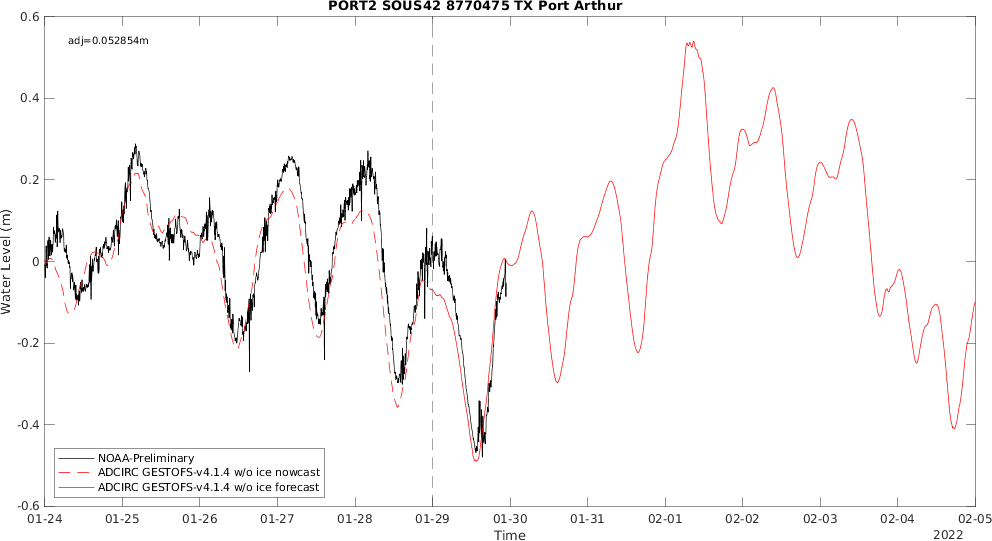 PORT2 SOUS42 8770475 TX Port Arthur
adj=0.052854m
0.6
0.4
0.2
0
-0.2
-0.4
-0.6
Water Level (m)
NOAA-Preliminary
ADCIRC GESTOFS-v4.1.4 w/o ice nowcast
ADCIRC GESTOFS-v4.1.4 w/o ice forecast
01-24 01-25 01-26 01-27 01-28 01-29 01-30 01-31 02-01 02-02 02-03 02-04 02-05
Time
2022